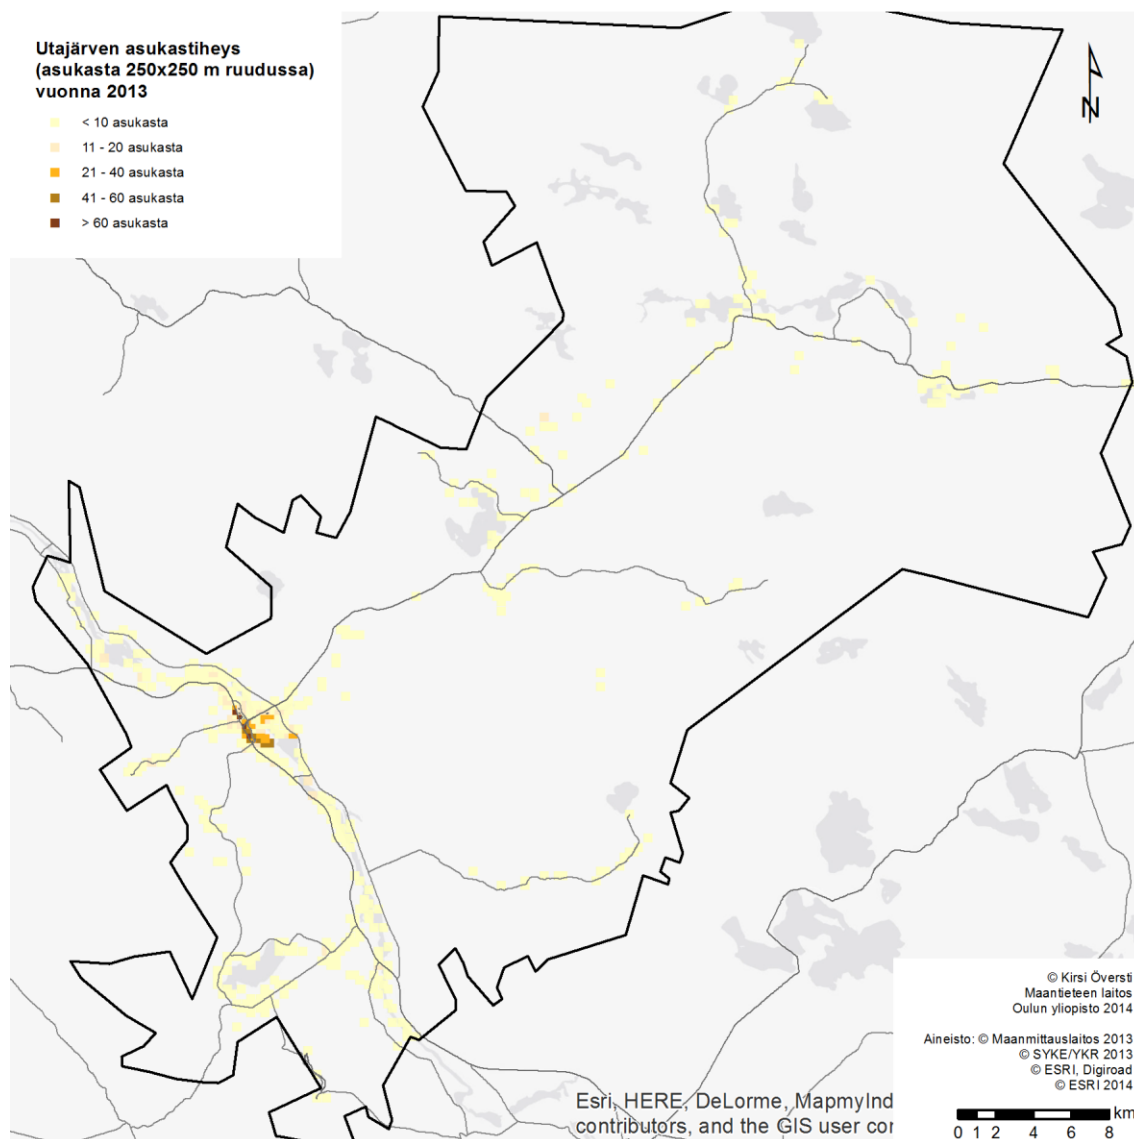 Utajärven asukastiheys
(asukasta 250x250 m ruudussa)
vuonna 2013
< 10 asukasta
11 - 20 asukasta
21 - 40 asukasta
41 - 60 asukasta
> 60 asukasta
N
© Kirsi Översti
Maantieteen laitos
Oulun yliopisto 2014
Aineisto: © Maanmittauslaitos 2013
© SYKE/YKR 2013
© ESRI, Digiroad
© ESRI 2014
Esri, HERE, DeLorme, MapmyInd
contributors, and the GIS user cor
km
0 1 2 4 6 8